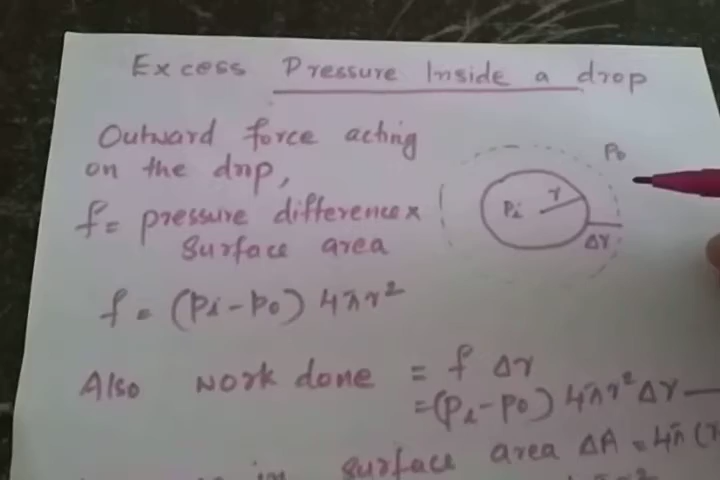 Excess Pressure Inside a drop
Outward force acting
on the drop,
f = pressure difference ×
surface area
f = (Pi - Po) 4πr²
Po
Pi
r
Δr
Also work done = f Δr
= (Pi - Po) 4πr² Δr
in surface area ΔA = 4π (r